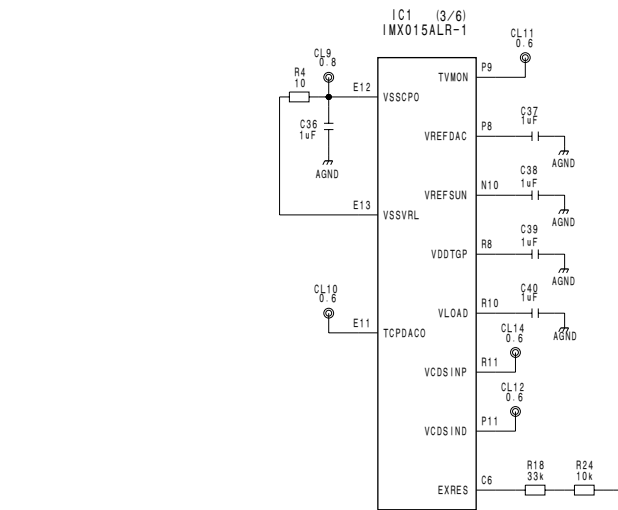 IC1 (3/6)
IMX015ALR-1
CL11
0.6
CL9
0.8
R4
10
E12
VSSCPO
P9
TVMON
C36
1uF
AGND
C37
1uF
P8
VREFDAC
AGND
C38
1uF
N10
VREFSUN
AGND
E13
VSSVRL
C39
1uF
R8
VDDTGP
AGND
CL10
0.6
E11
TCPDACO
C40
1uF
R10
VLOAD
AGND
CL14
0.6
R11
VCDSINP
CL12
0.6
P11
VCDSIND
R18
33k
R24
10k
C6
EXRES